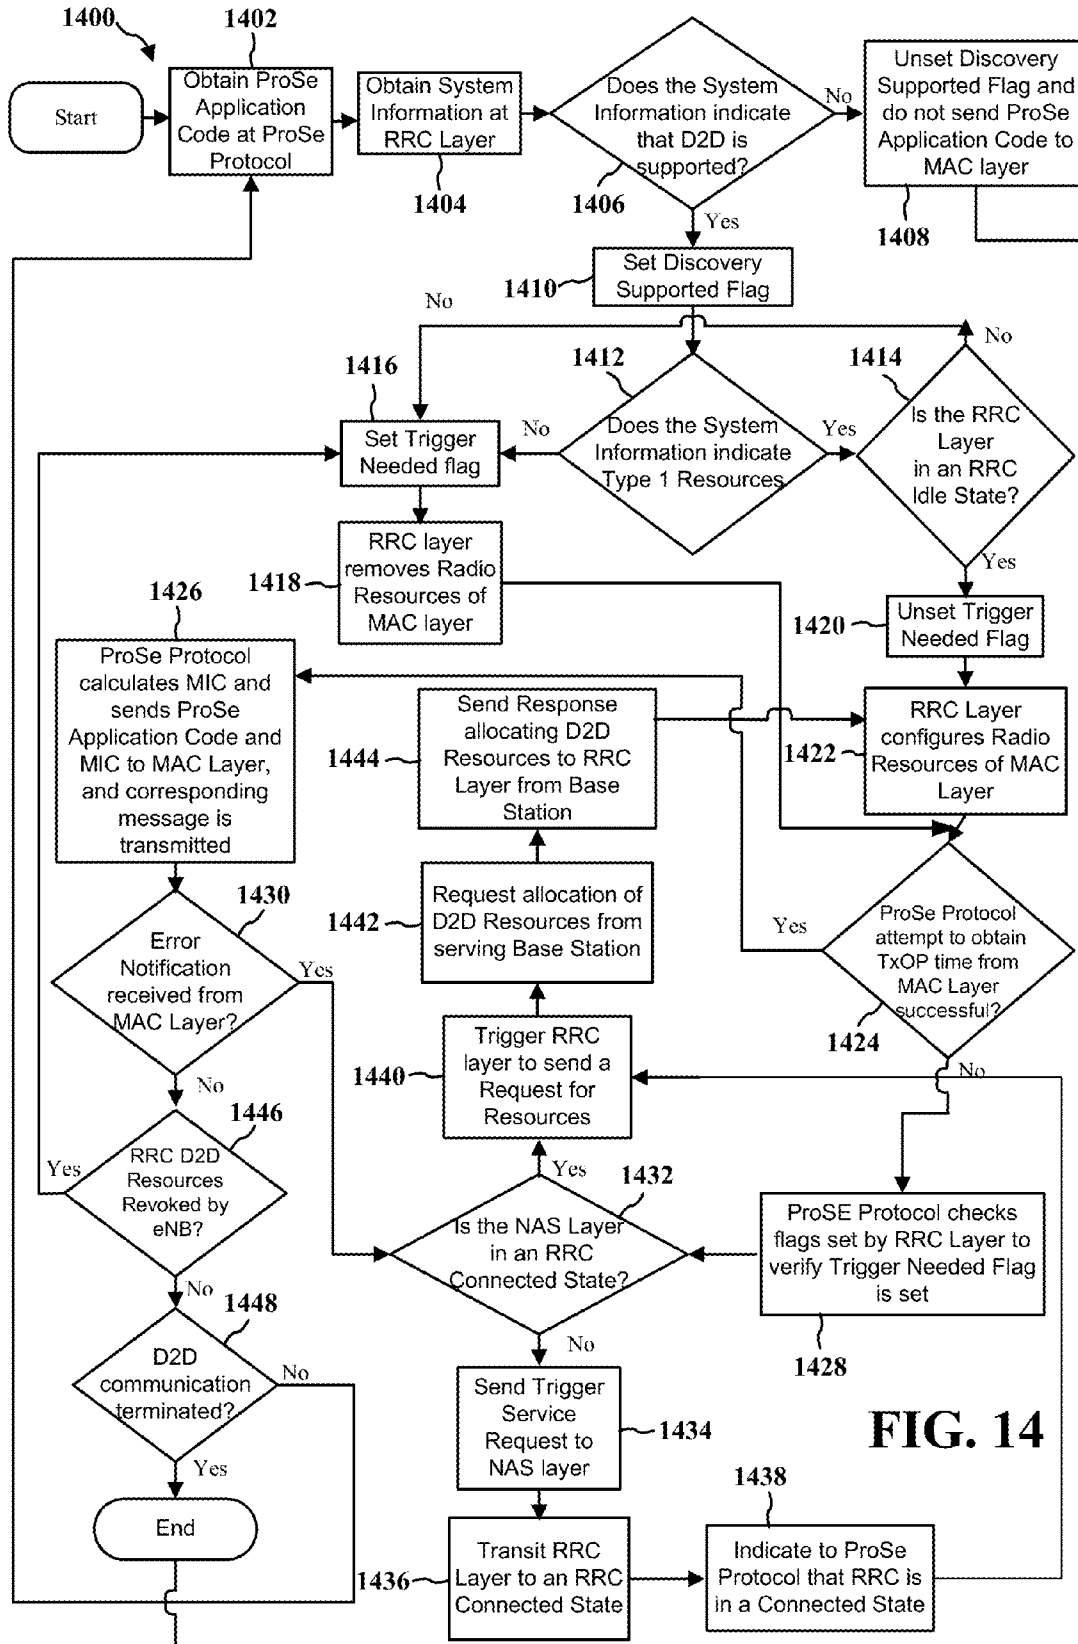 1400
1402
Start
Obtain ProSe
Application
Code at ProSe
Protocol
Obtain System
Information at
RRC Layer
1404
Does the System
Information indicate
that D2D is
supported?
1406
No
Unset Discovery
Supported Flag and
do not send ProSe
Application Code to
MAC layer
1408
Yes
1410
Set Discovery
Supported Flag
No
No
1412
1414
1416
Set Trigger
Needed flag
No
Does the System
Information indicate
Type 1 Resources
Yes
Is the RRC
Layer
in an RRC
Idle State?
Yes
1418
RRC layer
removes Radio
Resources of
MAC layer
1420
Unset Trigger
Needed Flag
1426
ProSe Protocol
calculates MIC and
sends ProSe
Application Code and
MIC to MAC Layer,
and corresponding
message is
transmitted
1444
Send Response
allocating D2D
Resources to RRC
Layer from Base
Station
1422
RRC Layer
configures Radio
Resources of MAC
Layer
1442
Request allocation of
D2D Resources from
serving Base Station
Yes
ProSe Protocol
attempt to obtain
TxOP time from
MAC Layer
successful?
1424
No
1430
Error
Notification
received from
MAC Layer?
Yes
No
1440
Trigger RRC
layer to send a
Request for
Resources
Yes
1446
Yes
RRC D2D
Resources
Revoked by
eNB?
No
1432
Is the NAS Layer
in an RRC
Connected State?
No
ProSE Protocol checks
flags set by RRC Layer to
verify Trigger Needed Flag
is set
1428
1448
D2D
communication
terminated?
No
Yes
End
Send Trigger
Service
Request to
NAS layer
1434
FIG. 14
1436
Transit RRC
Layer to an RRC
Connected State
1438
Indicate to ProSe
Protocol that RRC is
in a Connected State